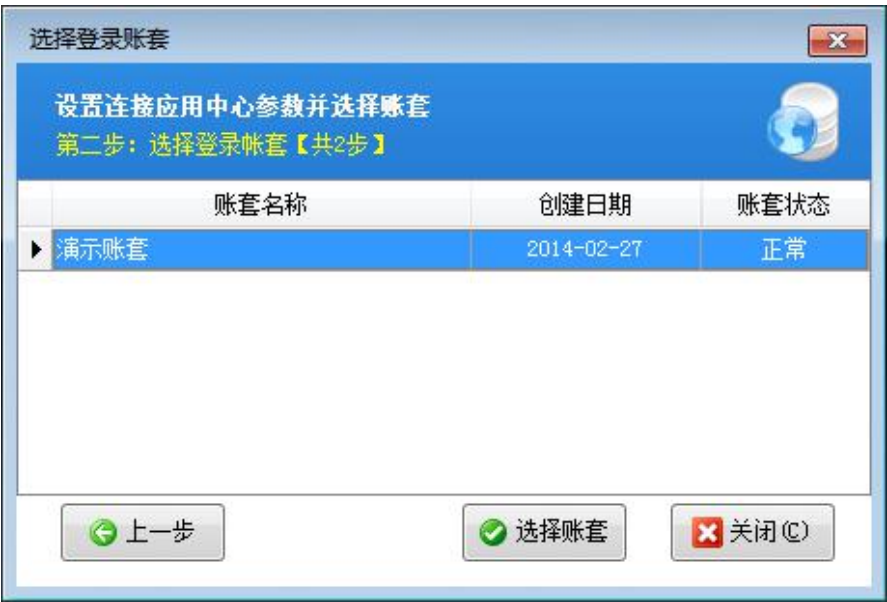 选择登录账套
设置连接应用中心参数并选择账套
第二步：选择登录帐套【共2步】
账套名称 创建日期 账套状态
演示账套 2014-02-27 正常
上一步 选择账套 关闭(C)